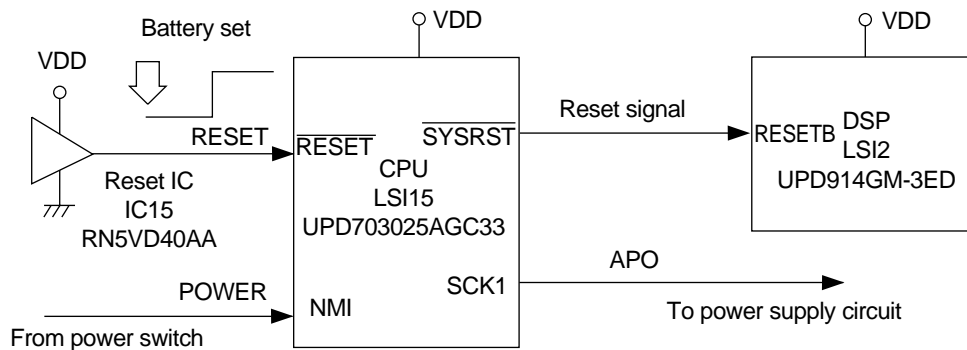 Battery set
VDD
VDD
VDD
RESET
RESET
SYSRST
Reset signal
RESETB
DSP
LSI2
UPD914GM-3ED
CPU
LSI15
UPD703025AGC33
Reset IC
IC15
RN5VD40AA
POWER
NMI
SCK1
APO
From power switch
To power supply circuit